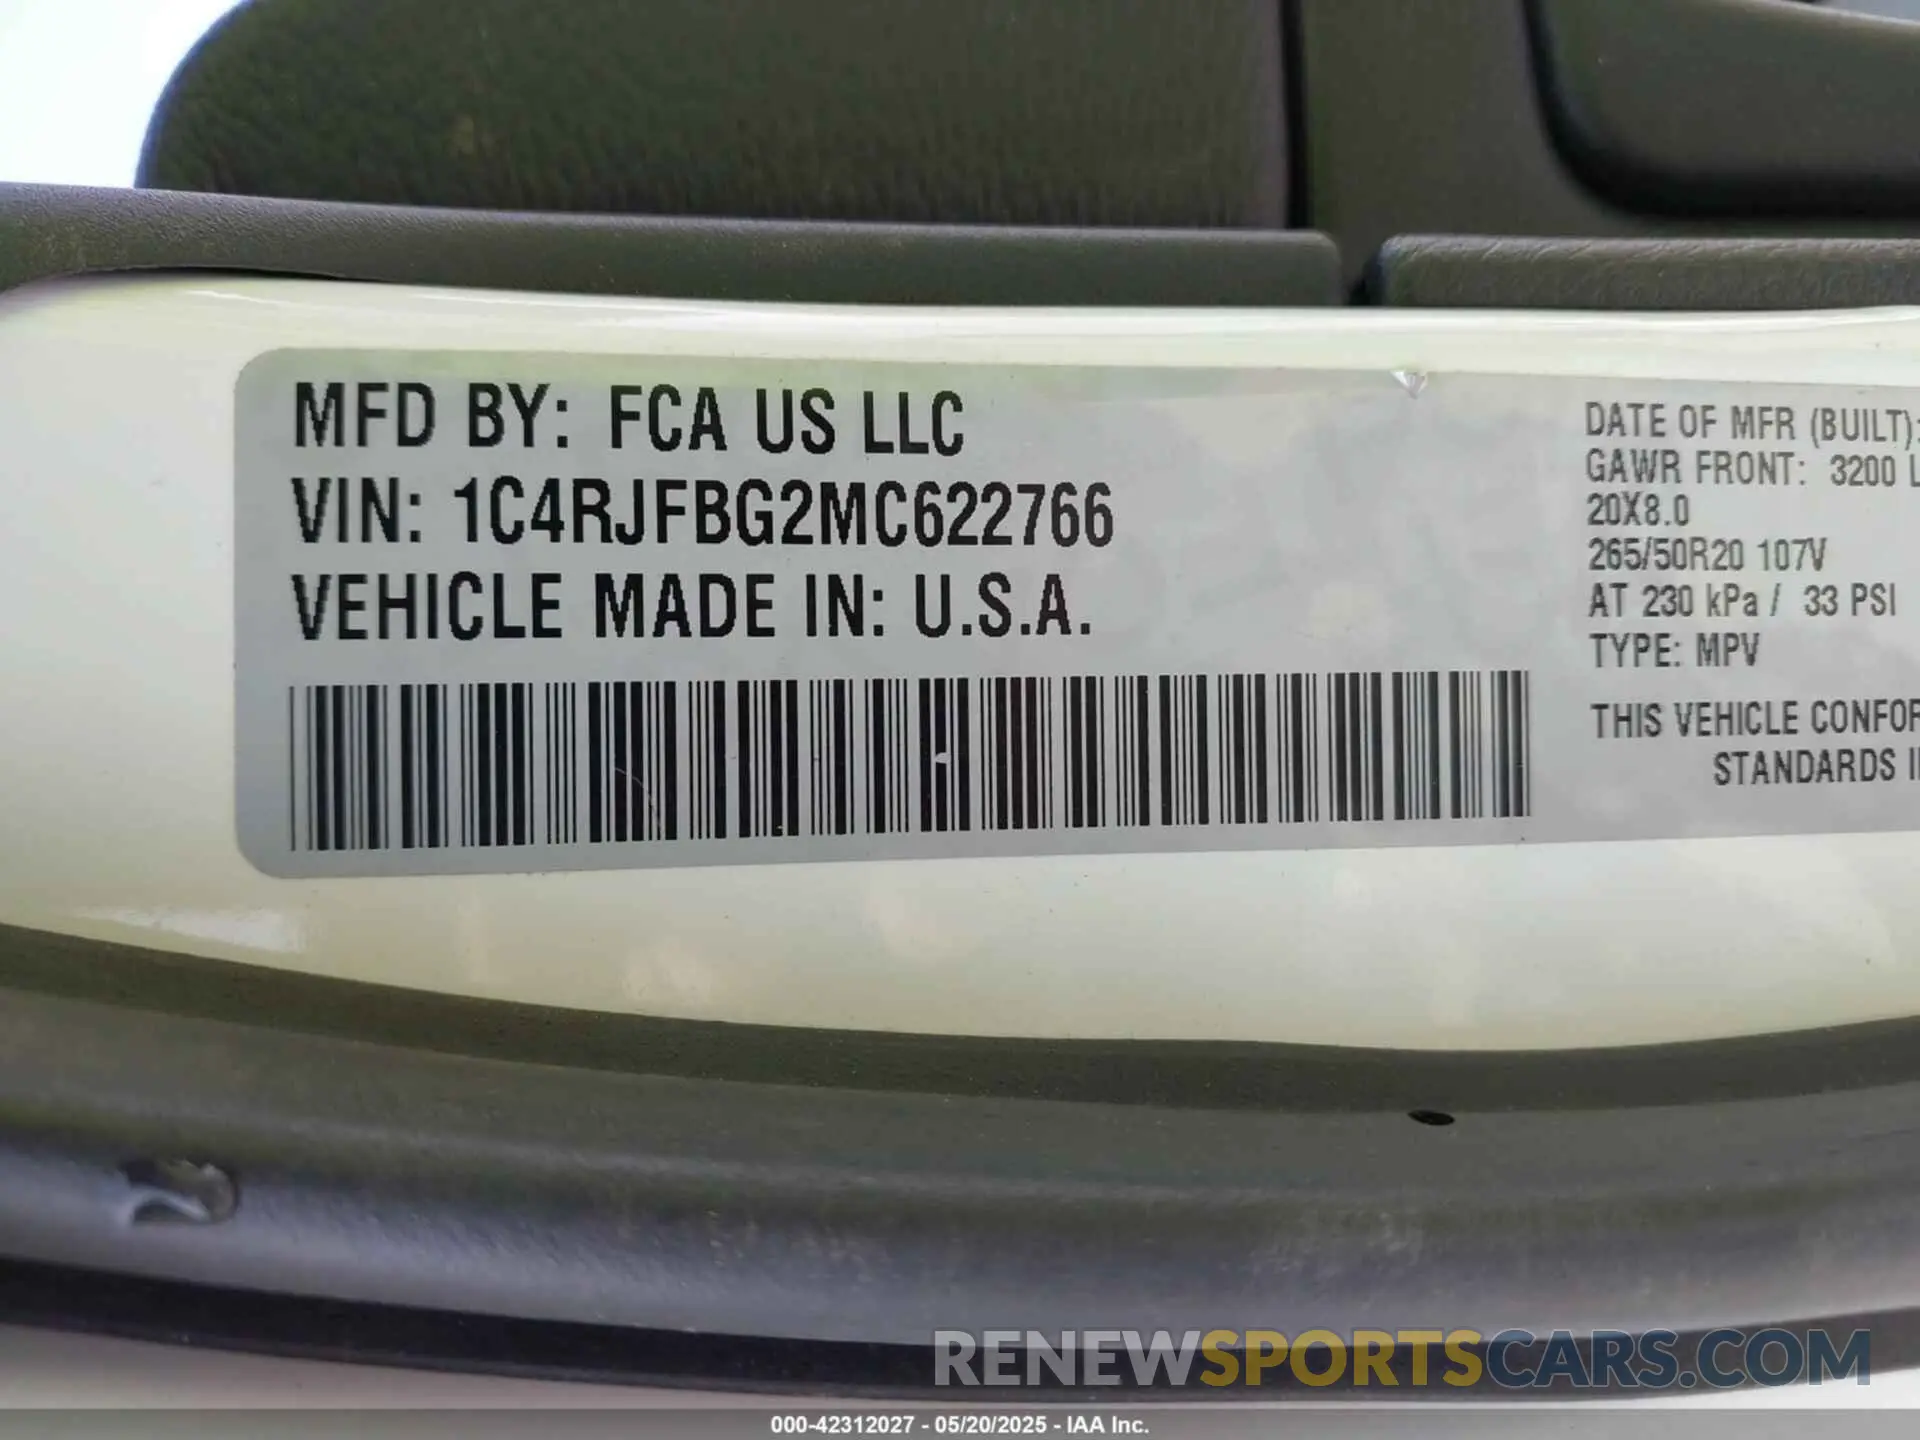 MFD BY: FCA US LLC
VIN: 1C4RJFBG2MC622766
VEHICLE MADE IN: U.S.A.
DATE OF MFR (BUILT):
GAWR FRONT: 3200 L
20X8.0
265/50R20 107V
AT 230 kPa / 33 PSI
TYPE: MPV
THIS VEHICLE CONFOR
STANDARDS I
RENEWSPORTSCARS.COM
000-42312027 - 05/20/2025 - IAA Inc.